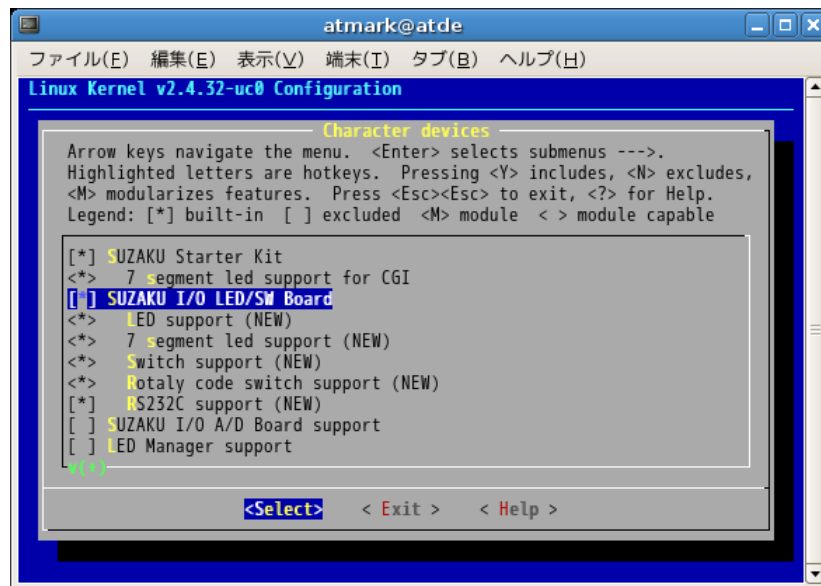 atmark@atde
ファイル(F) 編集(E) 表示(V) 端末(T) タブ(B) ヘルプ(H)
Linux Kernel v2.4.32-uc0 Configuration
Character devices
Arrow keys navigate the menu. <Enter> selects submenus --->.
Highlighted letters are hotkeys. Pressing <Y> includes, <N> excludes,
<M> modularizes features. Press <Esc><Esc> to exit, <?> for Help.
Legend: [*] built-in [ ] excluded <M> module < > module capable
[*] SUZAKU Starter Kit
<*> 7 segment led support for CGI
[*] SUZAKU I/O LED/SW Board
<*> LED support (NEW)
<*> 7 segment led support (NEW)
<*> Switch support (NEW)
<*> Rotaly code switch support (NEW)
[*] RS232C support (NEW)
[ ] SUZAKU I/O A/D Board support
[ ] LED Manager support
v(+)
<Select> < Exit > < Help >